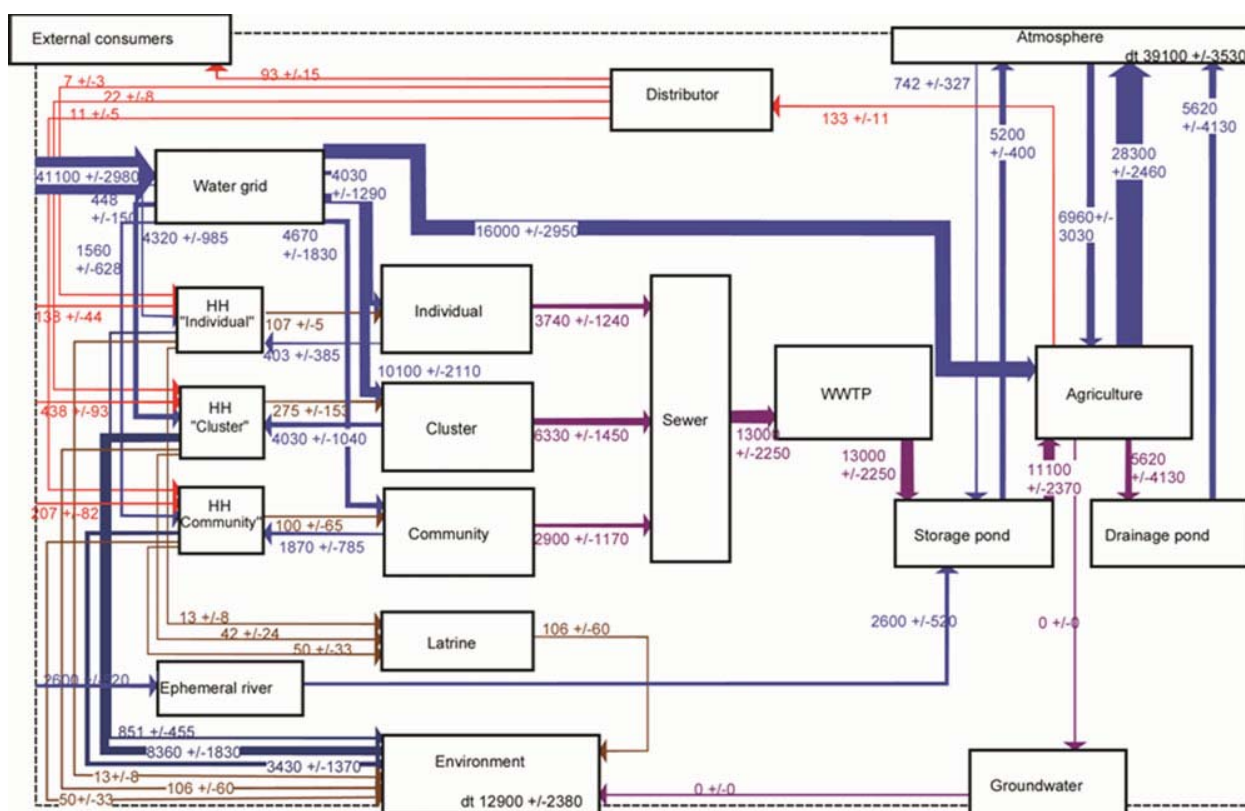 External consumers
Atmosphere
dt 39100 +/-3530
93 +/-15
7 +/-3
22 +/-8
11 +/-5
Distributor
742 +/-327
133 +/-11
5200
+/-400
5620
+/-4130
28300
+/-2460
41100 +/-2980
Water grid
4030
+/-1290
448
+/-150
4320 +/-985
4670
+/-1830
16000 +/-2950
6960+/-
3030
1560
+/-628
HH
"Individual"
107 +/-5
Individual
138 +/-44
403 +/-385
3740 +/-1240
10100 +/-2110
HH
"Cluster"
275 +/-153
Cluster
438 +/-93
4030 +/-1040
6330 +/-1450
Sewer
WWTP
Agriculture
13000
+/-2250
13000
+/-2250
11100
+/-2370
5620
+/-4130
HH
Community"
100 +/-65
Community
207 +/-82
1870 +/-785
2900 +/-1170
Storage pond
Drainage pond
13 +/-8
42 +/-24
50 +/-33
Latrine
106 +/-60
2600 +/-520
0 +/-0
2600 +/-520
Ephemeral river
851 +/-455
8360 +/-1830
3430 +/-1370
13+/-8
106 +/-60
50+/-33
Environment
dt 12900 +/-2380
0 +/-0
Groundwater